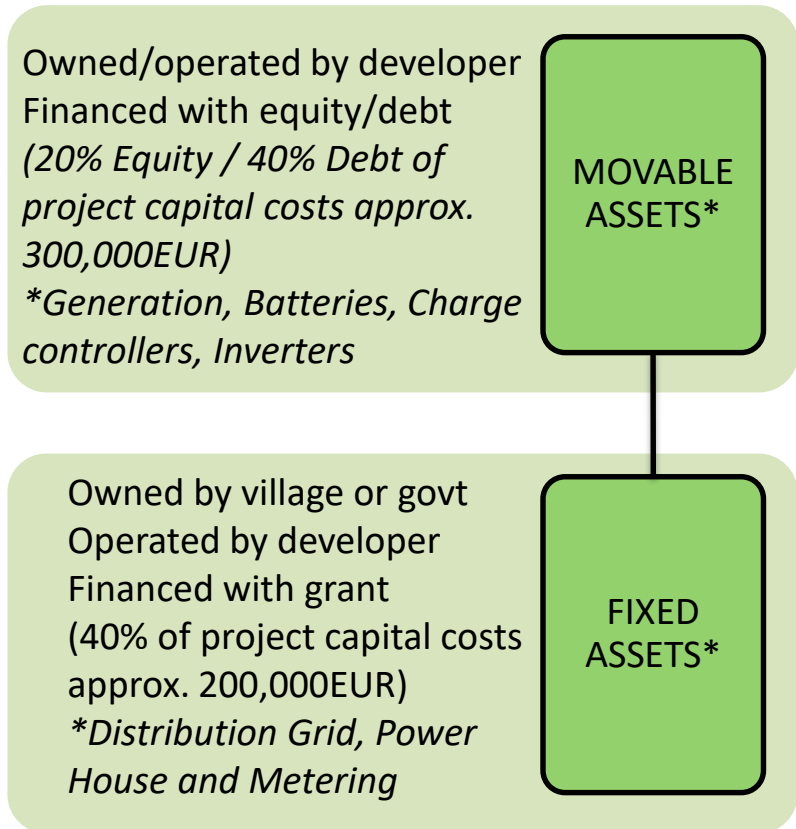 Owned/operated by developer
Financed with equity/debt
(20% Equity / 40% Debt of
project capital costs approx.
300,000EUR)
*Generation, Batteries, Charge
controllers, Inverters
MOVABLE
ASSETS*
Owned by village or govt
Operated by developer
Financed with grant
(40% of project capital costs
approx. 200,000EUR)
*Distribution Grid, Power
House and Metering
FIXED
ASSETS*